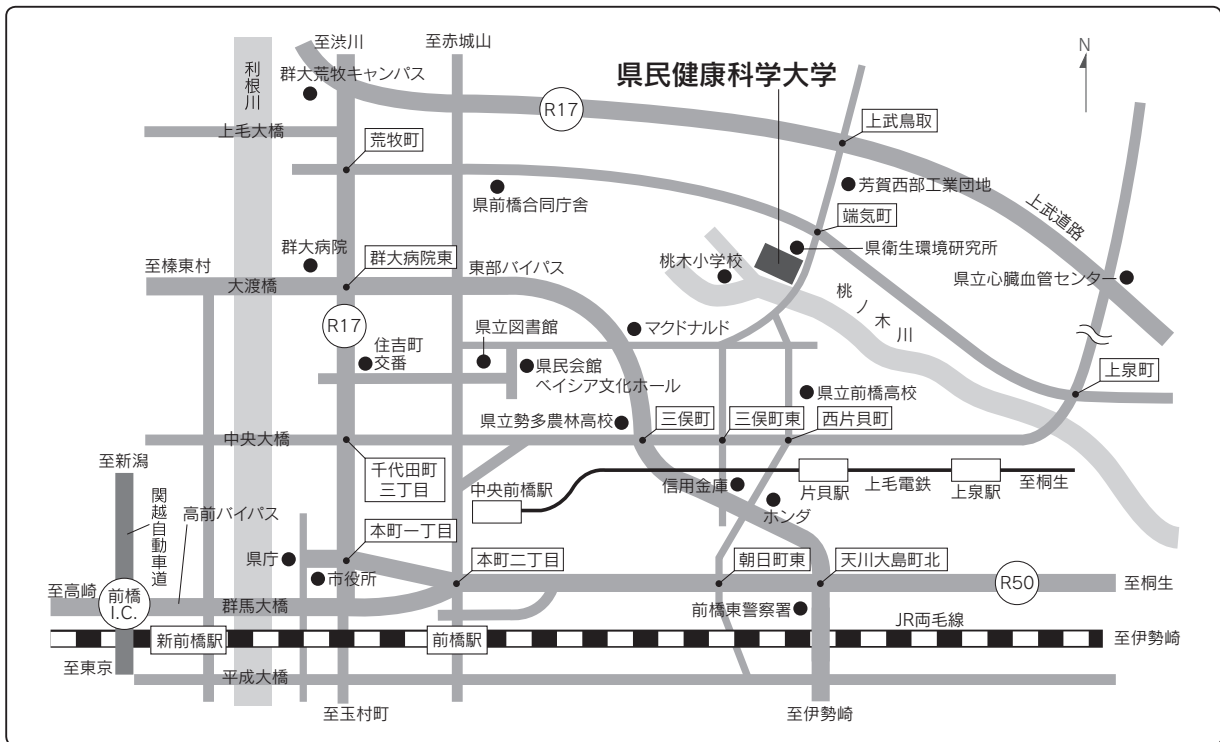 至渋川
至赤城山
N
利根川
群大荒牧キャンパス
県民健康科学大学
R17
上毛大橋
荒牧町
上武鳥取
芳賀西部工業団地
県前橋合同庁舎
端気町
上武道路
群大病院
群大病院東
東部バイパス
県衛生環境研究所
至榛東村
大渡橋
桃木小学校
県立心臓血管センター
桃ノ木川
R17
県立図書館
マクドナルド
住吉町
交番
県民会館
ベイシア文化ホール
上泉町
県立前橋高校
県立勢多農林高校
三俣町
三俣町東
西片貝町
中央大橋
至新潟
千代田町
三丁目
関越自動車道
中央前橋駅
信用金庫
片貝駅
上毛電鉄
上泉駅
至桐生
高前バイパス
ホンダ
本町一丁目
県庁
市役所
本町二丁目
朝日町東
天川大島町北
R50
至桐生
至高崎
前橋
I.C.
群馬大橋
前橋東警察署
JR両毛線
新前橋駅
前橋駅
至伊勢崎
至東京
平成大橋
至玉村町
至伊勢崎